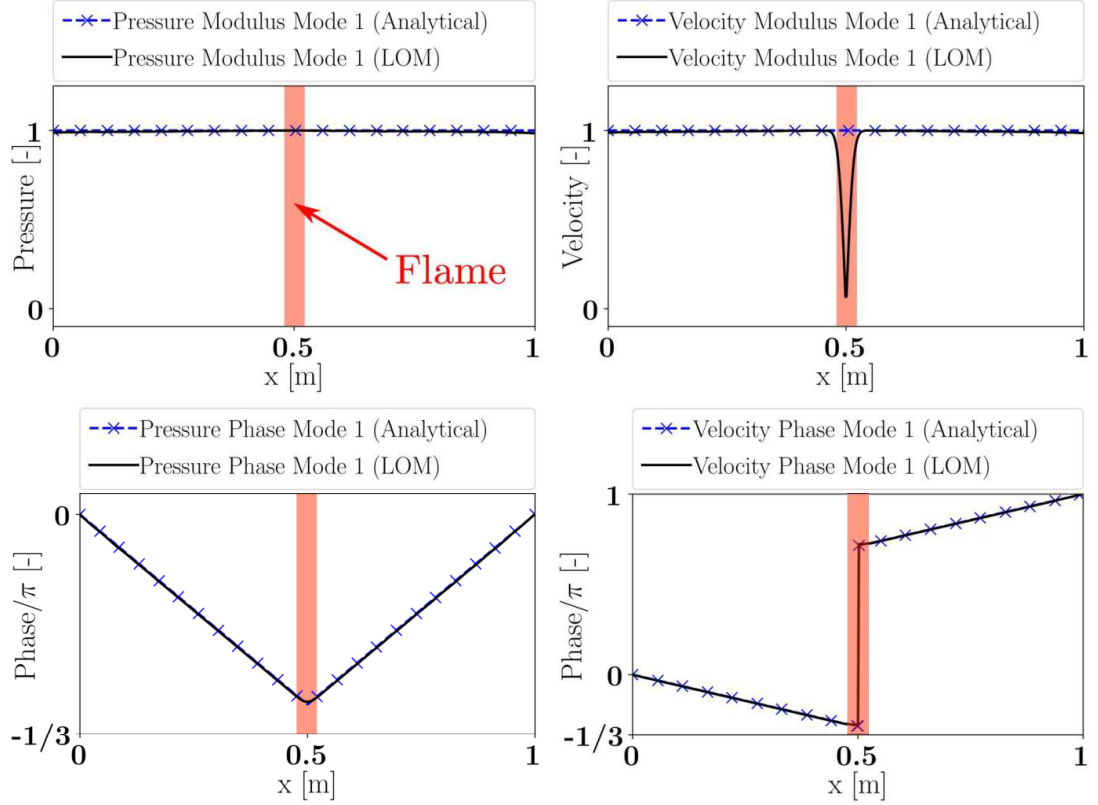 Pressure Modulus Mode 1 (Analytical)
Pressure Modulus Mode 1 (LOM)
Pressure [-]
1
0
Flame
0
0.5
1
x [m]
Velocity Modulus Mode 1 (Analytical)
Velocity Modulus Mode 1 (LOM)
Velocity [-]
1
0
0
0.5
1
x [m]
Pressure Phase Mode 1 (Analytical)
Pressure Phase Mode 1 (LOM)
Phase/π [-]
0
-1/3
0
0.5
1
x [m]
Velocity Phase Mode 1 (Analytical)
Velocity Phase Mode 1 (LOM)
Phase/π [-]
1
0
-1/3
0
0.5
1
x [m]